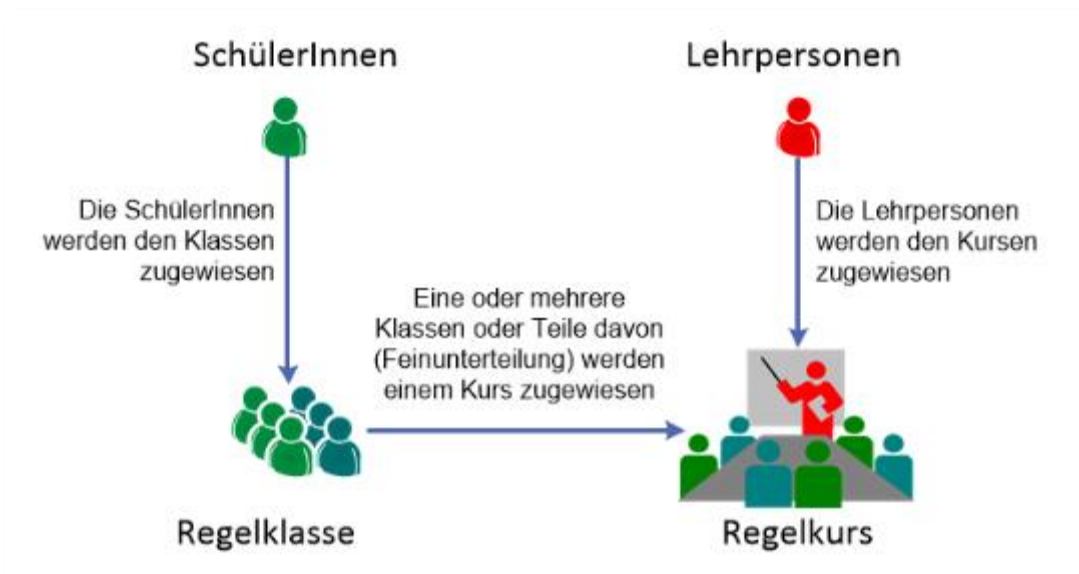 SchülerInnen
Lehrpersonen
Die SchülerInnen
werden den Klassen
zugewiesen
Die Lehrpersonen
werden den Kursen
zugewiesen
Eine oder mehrere
Klassen oder Teile davon
(Feinunterteilung) werden
einem Kurs zugewiesen
Regelklasse
Regelkurs